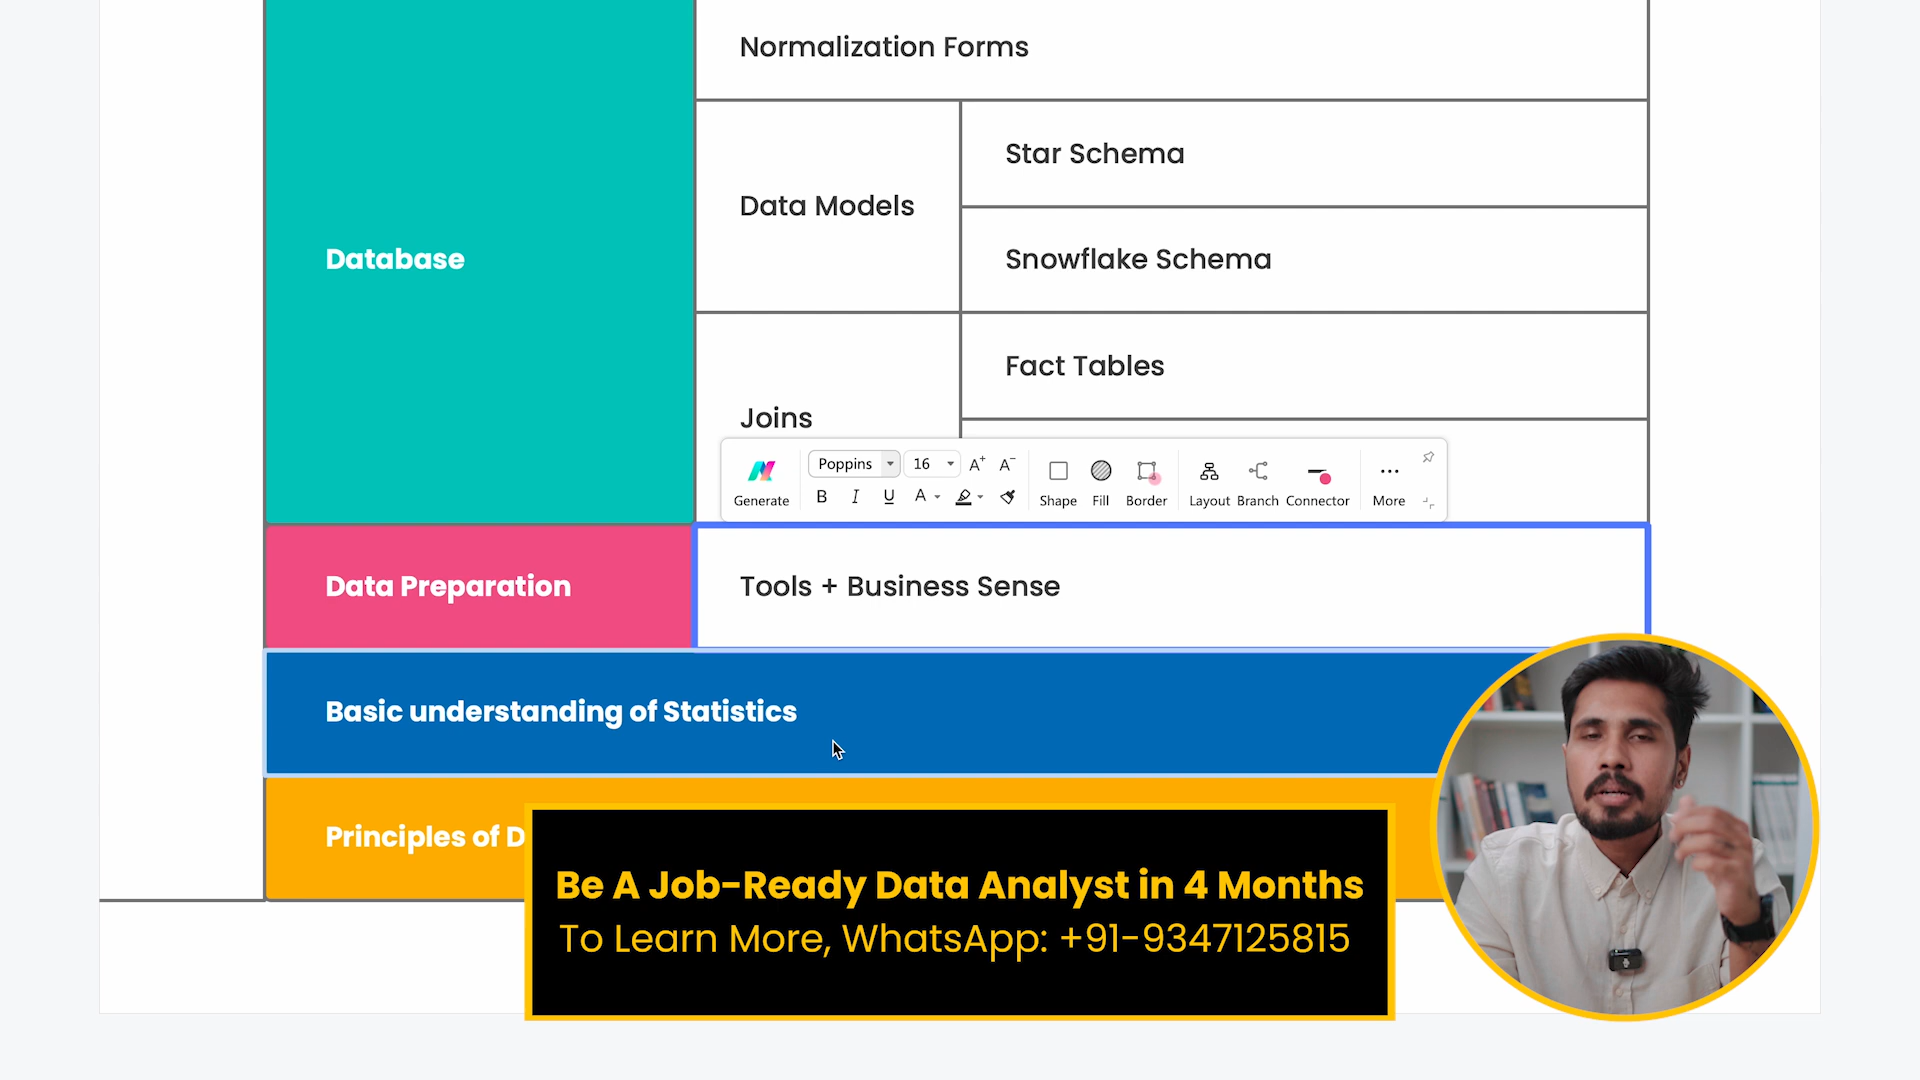 Normalization Forms
Star Schema
Data Models
Snowflake Schema
Database
Fact Tables
Joins
Poppins 16 A+ A-
Generate B I U A Shape Fill Border Layout Branch Connector More
Data Preparation
Tools + Business Sense
Basic understanding of Statistics
Principles of D
Be A Job-Ready Data Analyst in 4 Months
To Learn More, WhatsApp: +91-9347125815